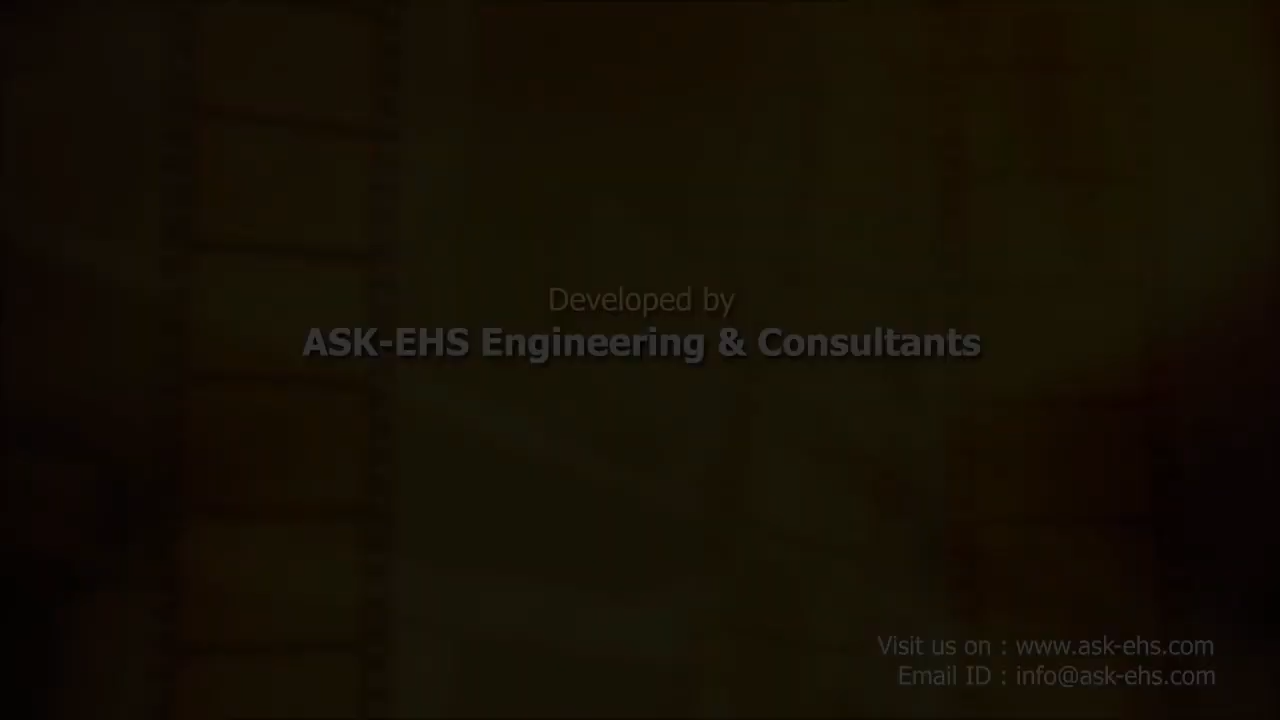 Developed by
ASK-EHS Engineering & Consultants
Visit us on : www.ask-ehs.com
Email ID : info@ask-ehs.com